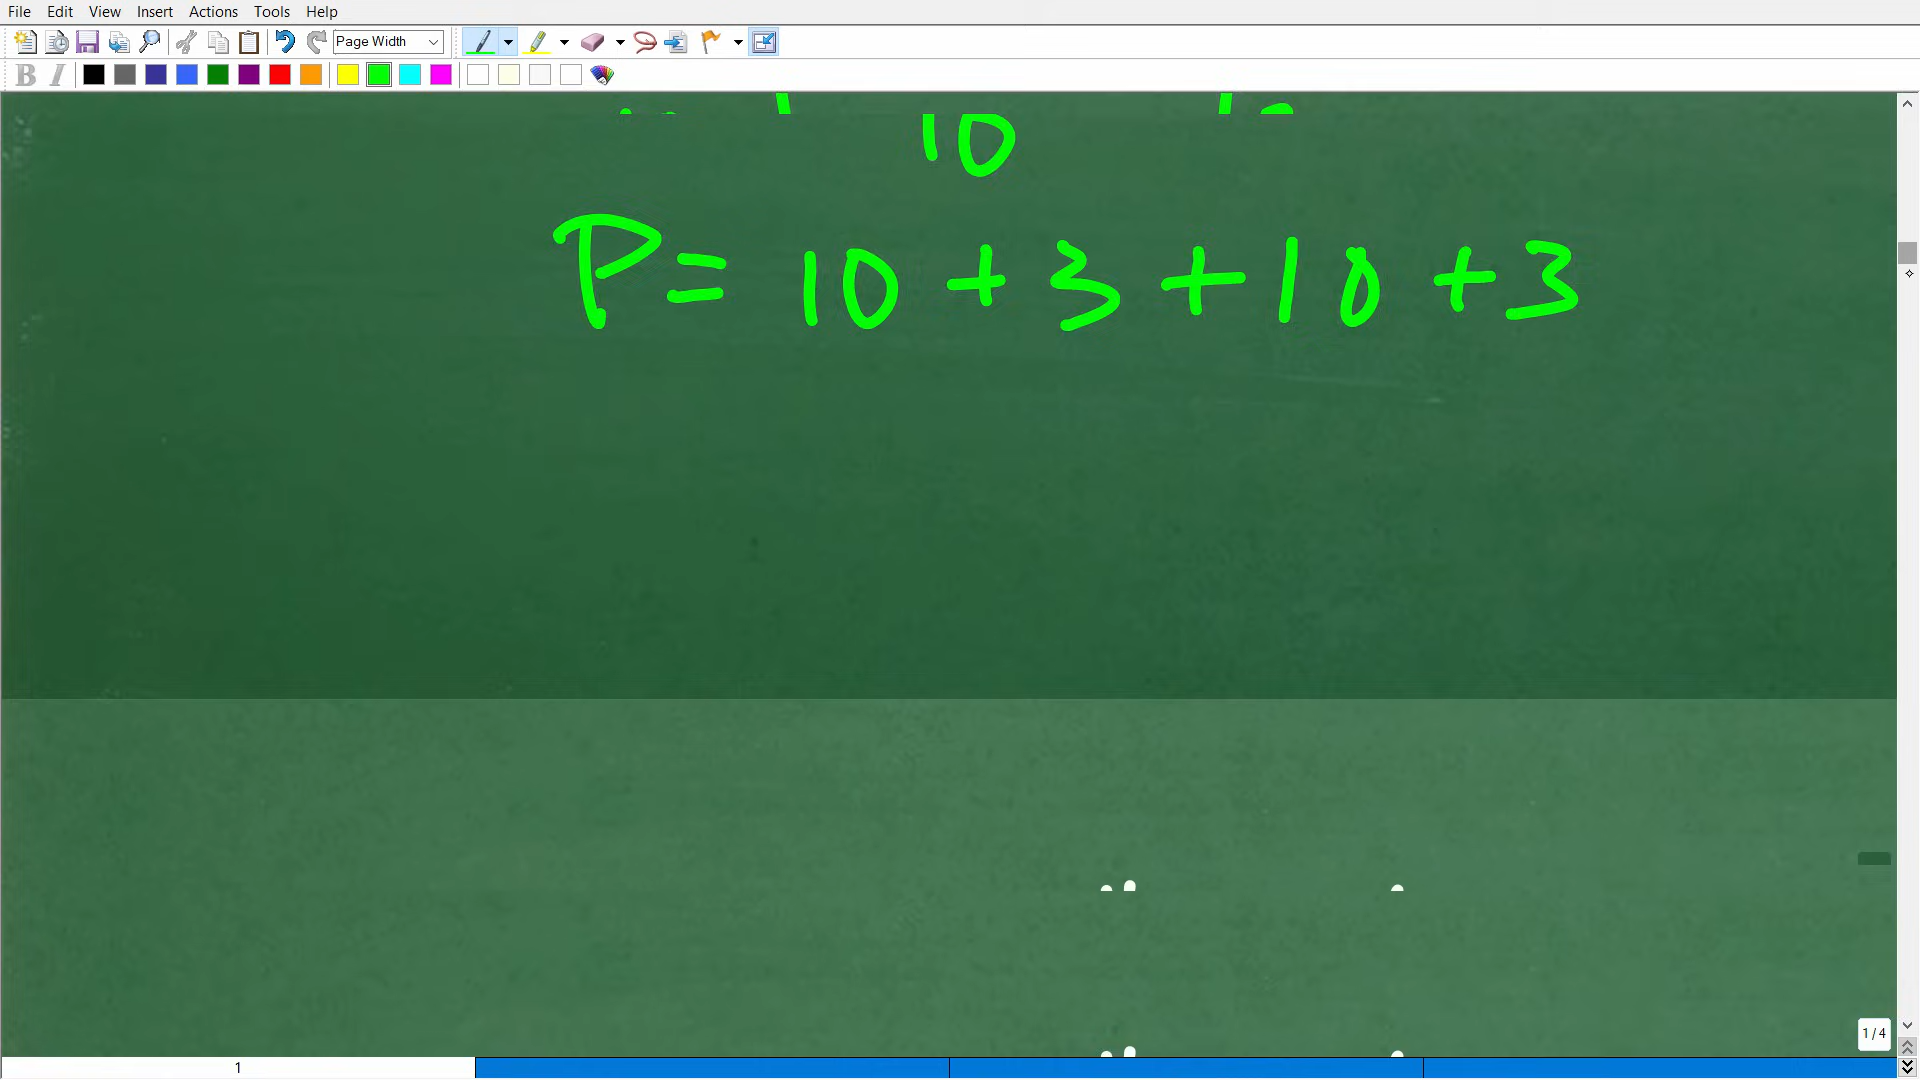 File Edit View Insert Actions Tools Help
Page Width
B I
10
P = 10 + 3 + 10 + 3
1 / 4
1